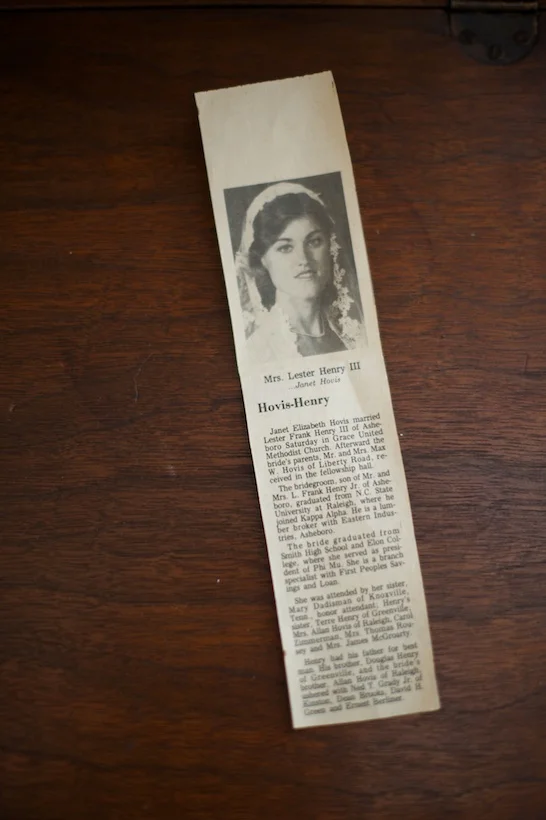 Mrs. Lester Henry III
...Janet Hovis
Hovis-Henry
Janet Elizabeth Hovis married
Lester Frank Henry III of Ashe-
boro Saturday in Grace United
Methodist Church. Afterward the
bride's parents, Mr. and Mrs. Max
W. Hovis of Liberty Road, re-
ceived in the fellowship hall.
The bridegroom, son of Mr. and
Mrs. L. Frank Henry Jr. of Ashe-
boro, graduated from N.C. State
University at Raleigh, where he
joined Kappa Alpha. He is a lum-
ber broker with Eastern Indus-
tries, Asheboro.
The bride graduated from
Smith High School and Elon Col-
lege, where she served as presi-
dent of Phi Mu. She is a branch
specialist with First Peoples Sav-
ings and Loan.
She was attended by her sister,
Mary Dadisman of Knoxville,
Tenn., honor attendant; Henry's
sister, Terre Henry of Greenville,
Mrs. Allan Hovis of Raleigh, Carol
Zimmerman, Mrs. Thomas Rou-
sey and Mrs. James McGroarty.
Henry had his father for best
man. His brother, Douglas Henry
of Greenville, and the bride's
brother, Allan Hovis of Raleigh,
ushered with Ned T. Grady Jr. of
Kinston, Dean Brooks, David H.
Green and Ernest